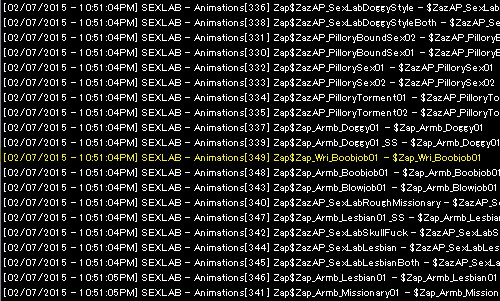 [02/07/2015 - 10:51:04PM] SEXLAB - Animations[336] Zap$ZazAP_SexLabDoggyStyle - $ZazAP_SexLab
[02/07/2015 - 10:51:04PM] SEXLAB - Animations[338] Zap$ZazAP_SexLabDoggyStyleBoth - $ZazAP_S
[02/07/2015 - 10:51:04PM] SEXLAB - Animations[331] Zap$ZazAP_PilloryBoundSex02 - $ZazAP_PilloryE
[02/07/2015 - 10:51:04PM] SEXLAB - Animations[330] Zap$ZazAP_PilloryBoundSex01 - $ZazAP_PilloryE
[02/07/2015 - 10:51:04PM] SEXLAB - Animations[332] Zap$ZazAP_PillorySex01 - $ZazAP_PillorySex01
[02/07/2015 - 10:51:04PM] SEXLAB - Animations[333] Zap$ZazAP_PillorySex02 - $ZazAP_PillorySex02
[02/07/2015 - 10:51:04PM] SEXLAB - Animations[334] Zap$ZazAP_PilloryTorment01 - $ZazAP_PilloryTo
[02/07/2015 - 10:51:04PM] SEXLAB - Animations[335] Zap$ZazAP_PilloryTorment02 - $ZazAP_PilloryTo
[02/07/2015 - 10:51:04PM] SEXLAB - Animations[337] Zap$Zap_Armb_Doggy01 - $Zap_Armb_Doggy01
[02/07/2015 - 10:51:04PM] SEXLAB - Animations[339] Zap$Zap_Armb_Doggy01_SS - $Zap_Armb_Doggy01
[02/07/2015 - 10:51:04PM] SEXLAB - Animations[349] Zap$Zap_Wri_Boobjob01 - $Zap_Wri_Boobjob01
[02/07/2015 - 10:51:04PM] SEXLAB - Animations[348] Zap$Zap_Armb_Boobjob01 - $Zap_Armb_Boobjob01
[02/07/2015 - 10:51:04PM] SEXLAB - Animations[343] Zap$Zap_Armb_Blowjob01 - $Zap_Armb_Blowjob01
[02/07/2015 - 10:51:04PM] SEXLAB - Animations[340] Zap$ZazAP_SexLabRoughMissionary - $ZazAP_Se
[02/07/2015 - 10:51:04PM] SEXLAB - Animations[347] Zap$Zap_Armb_Lesbian01_SS - $Zap_Armb_Lesbian
[02/07/2015 - 10:51:04PM] SEXLAB - Animations[342] Zap$ZazAP_SexLabSkullFuck - $ZazAP_SexLabS
[02/07/2015 - 10:51:04PM] SEXLAB - Animations[344] Zap$ZazAP_SexLabLesbian - $ZazAP_SexLabLes
[02/07/2015 - 10:51:04PM] SEXLAB - Animations[345] Zap$ZazAP_SexLabLesbianBoth - $ZazAP_SexLab
[02/07/2015 - 10:51:05PM] SEXLAB - Animations[346] Zap$Zap_Armb_Lesbian01 - $Zap_Armb_Lesbian01
[02/07/2015 - 10:51:05PM] SEXLAB - Animations[341] Zap$Zap_Armb_Missionary01 - $Zap_Armb_Mission